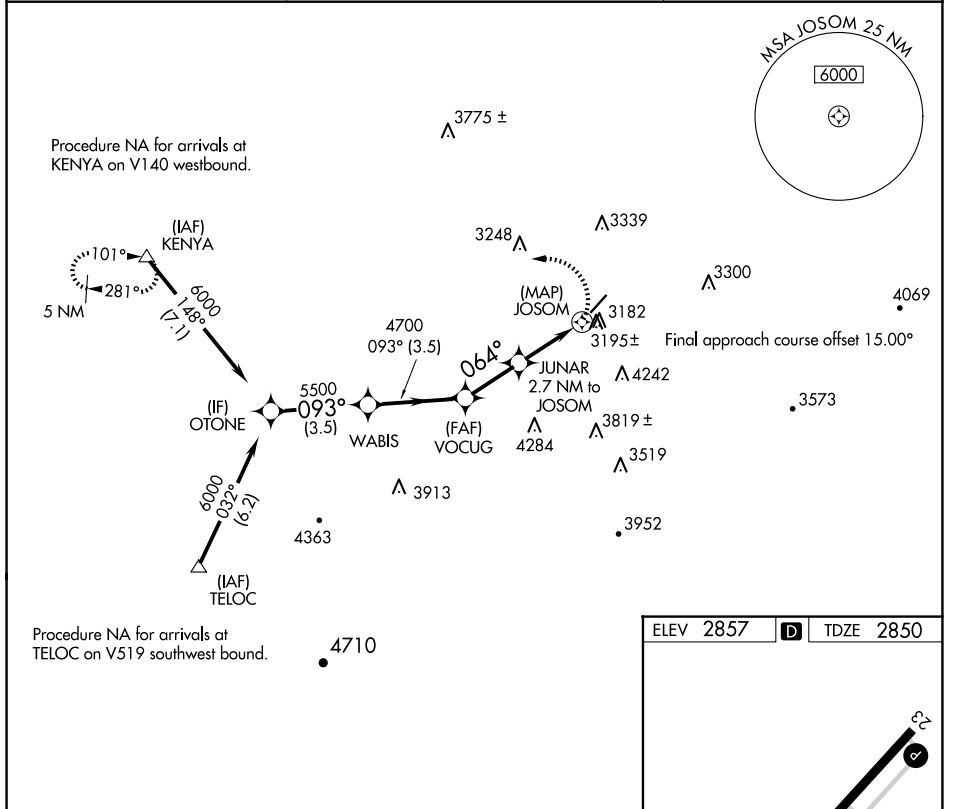 MSA JOSOM 25 NM
6000
3775 ±
Procedure NA for arrivals at
KENYA on V140 westbound.
(IAF)
KENYA
101°
281°
5 NM
6000
148°
(7.1)
3248
3339
3300
4069
(MAP)
JOSOM
3182
3195±
Final approach course offset 15.00°
4700
093° (3.5)
064°
JUNAR
2.7 NM to
JOSOM
4242
3573
(IF)
OTONE
5500
093°
(3.5)
WABIS
(FAF)
VOCUG
4284
3819 ±
3519
3913
6000
032°
(6.2)
4363
3952
(IAF)
TELOC
Procedure NA for arrivals at
TELOC on V519 southwest bound.
4710
ELEV 2857 D TDZE 2850
23
P